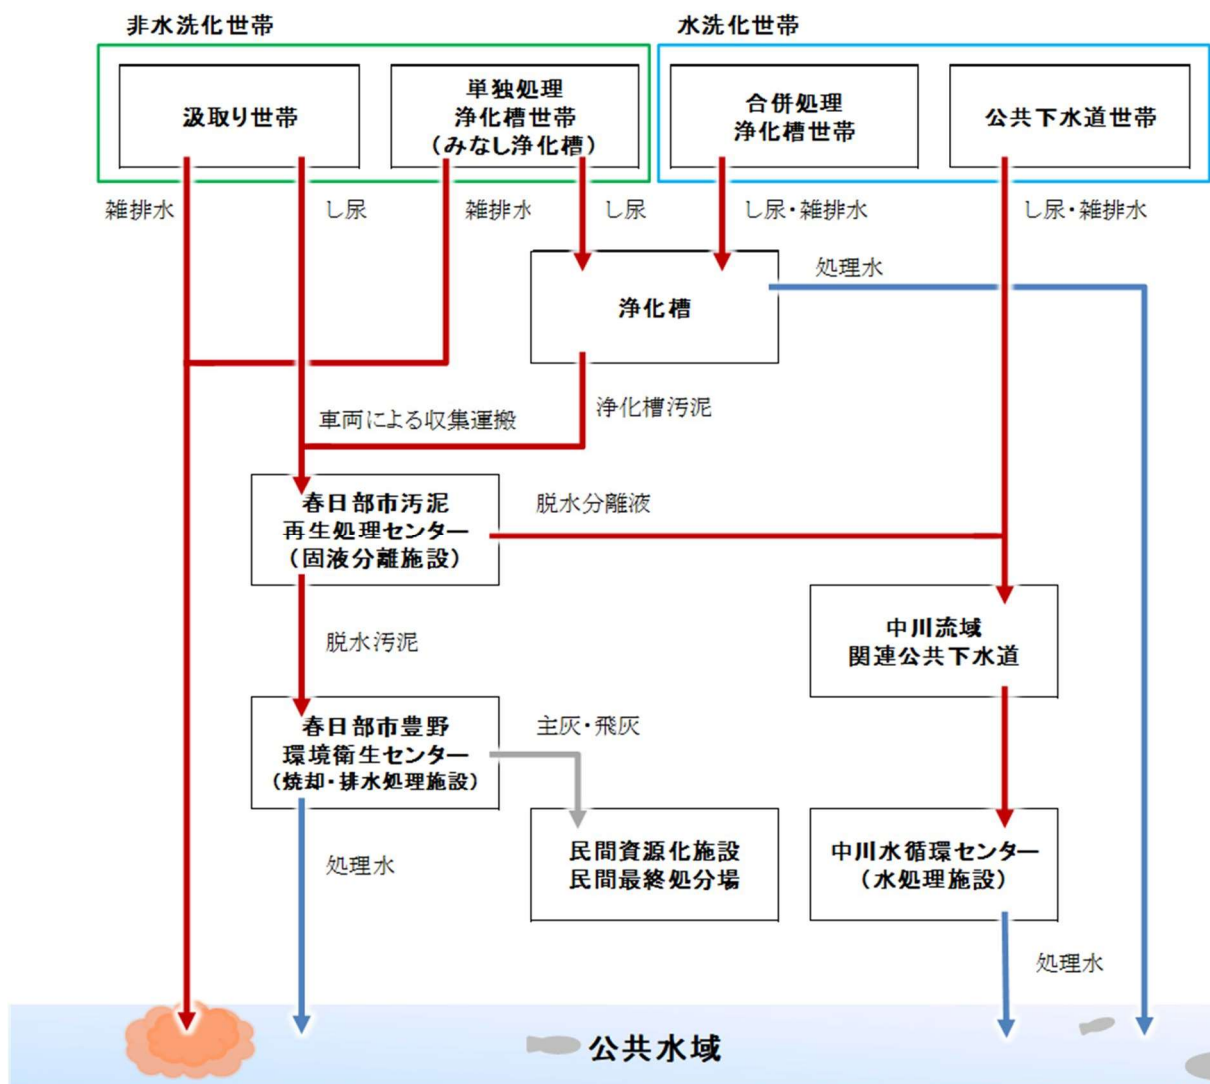 非水洗化世帯
水洗化世帯
汲取り世帯
単独処理
浄化槽世帯
（みなし浄化槽）
合併処理
浄化槽世帯
公共下水道世帯
雑排水
し尿
雑排水
し尿
し尿・雑排水
し尿・雑排水
処理水
浄化槽
車両による収集運搬
浄化槽汚泥
春日部市汚泥
再生処理センター
（固液分離施設）
脱水分離液
中川流域
関連公共下水道
脱水汚泥
春日部市豊野
環境衛生センター
（焼却・排水処理施設）
主灰・飛灰
民間資源化施設
民間最終処分場
中川水循環センター
（水処理施設）
処理水
処理水
公共水域